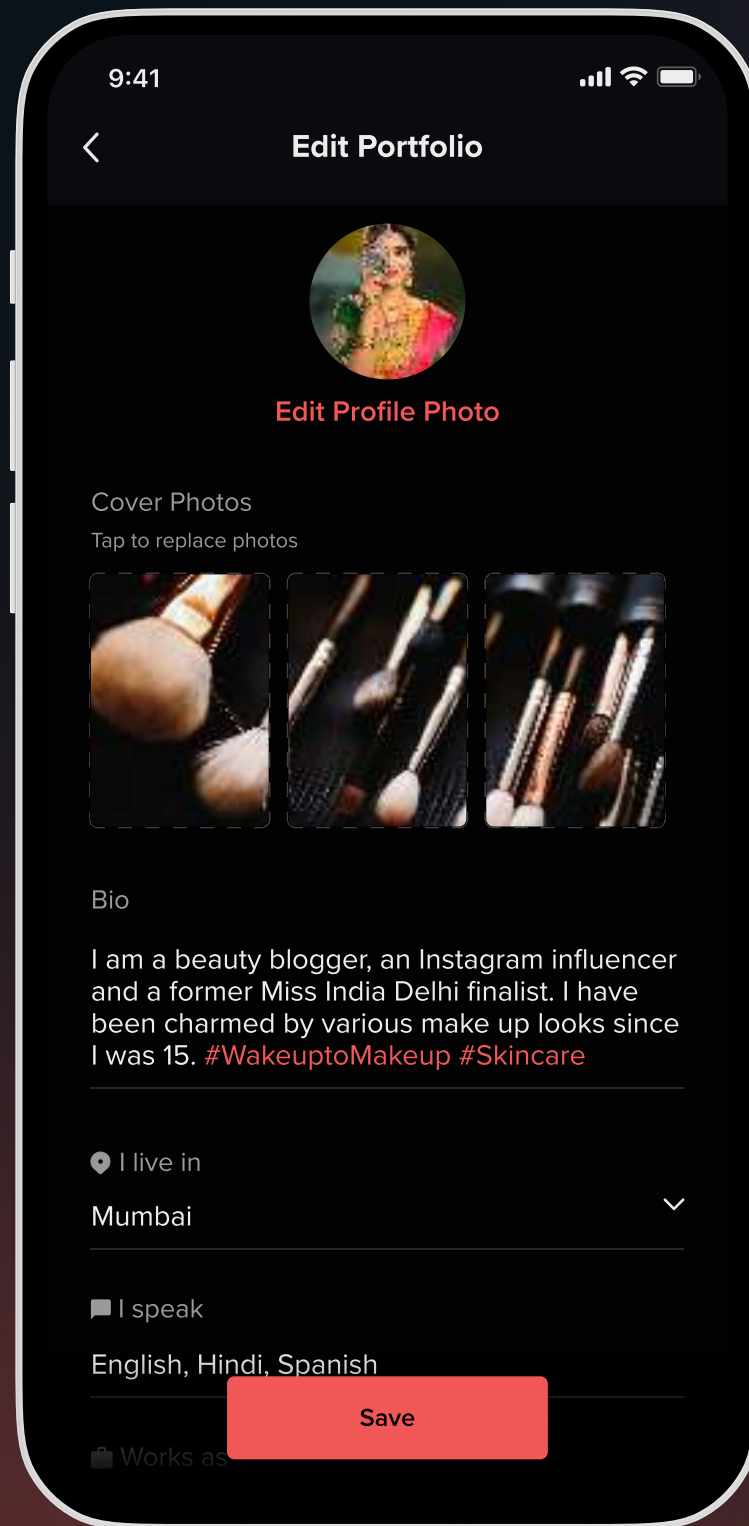 9:41
Edit Portfolio
Edit Profile Photo
Cover Photos
Tap to replace photos
Bio
I am a beauty blogger, an Instagram influencer
and a former Miss India Delhi finalist. I have
been charmed by various make up looks since
I was 15. #WakeuptoMakeup #Skincare
I live in
Mumbai
I speak
English, Hindi, Spanish
Save
Works as